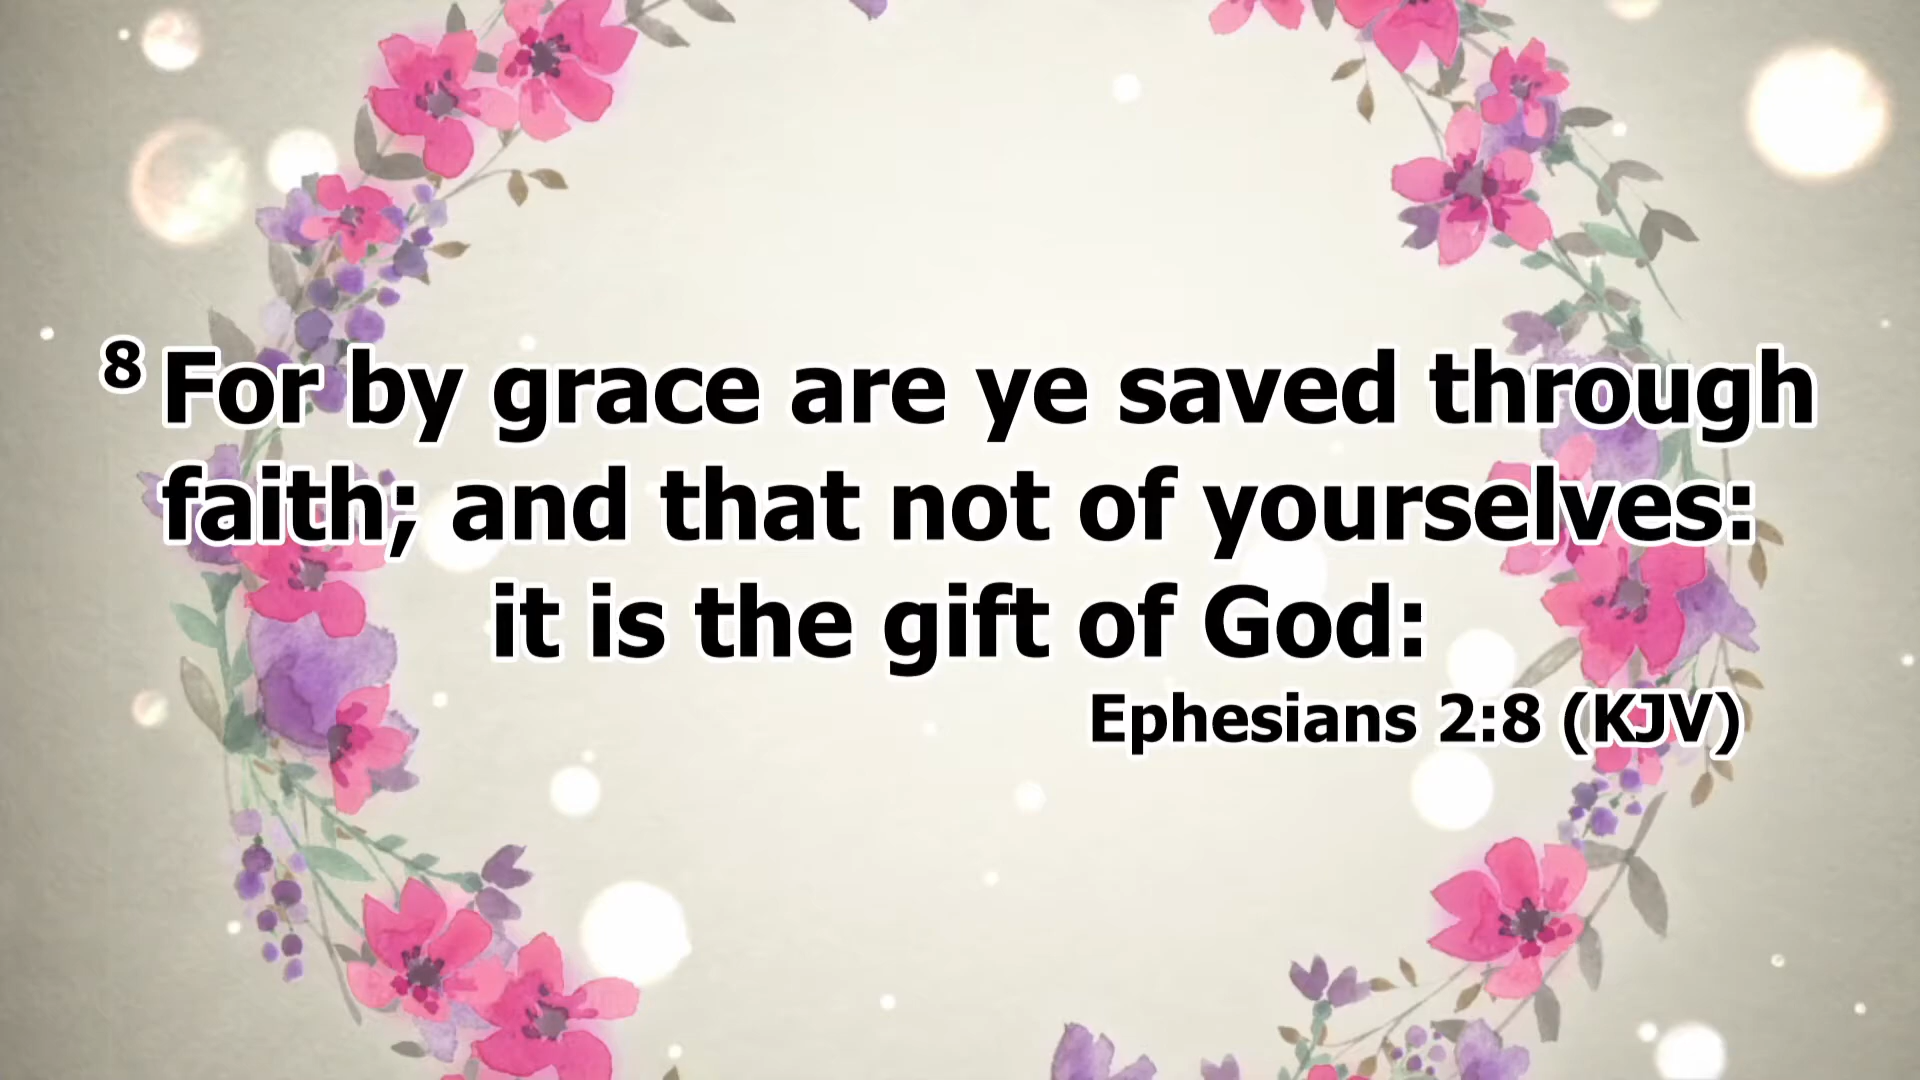 8 For by grace are ye saved through
faith; and that not of yourselves:
it is the gift of God:
Ephesians 2:8 (KJV)